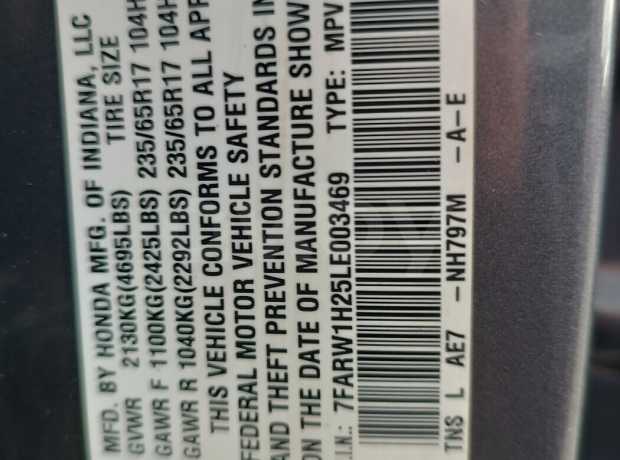 MFD. BY HONDA MFG. OF INDIANA, LLC
GVWR 2130KG(4695LBS) TIRE SIZE
GAWR F 1100KG(2425LBS) 235/65R17 104H
GAWR R 1040KG(2292LBS) 235/65R17 104H
THIS VEHICLE CONFORMS TO ALL APP
FEDERAL MOTOR VEHICLE SAFETY
AND THEFT PREVENTION STANDARDS IN
ON THE DATE OF MANUFACTURE SHOW
V.I.N.: 7FARW1H25LE003469 TYPE: MPV
TNS L AE7 -NH797M -A-E